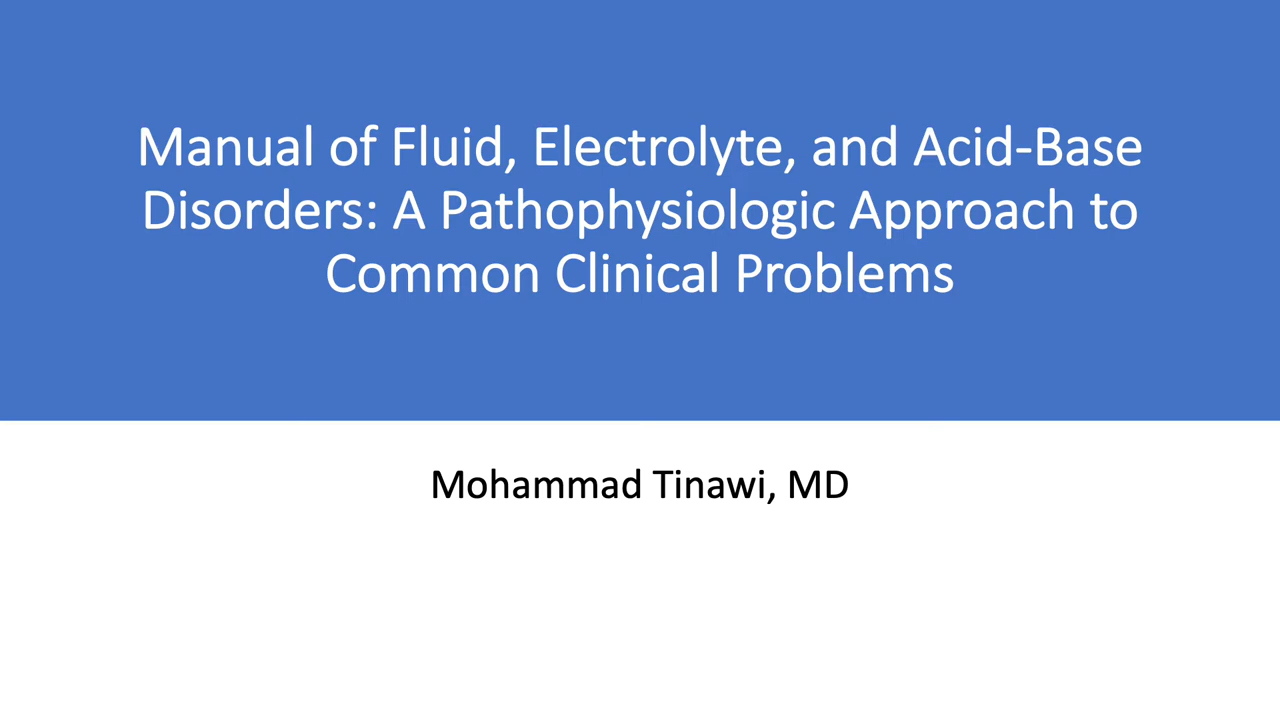 Manual of Fluid, Electrolyte, and Acid-Base
Disorders: A Pathophysiologic Approach to
Common Clinical Problems
Mohammad Tinawi, MD